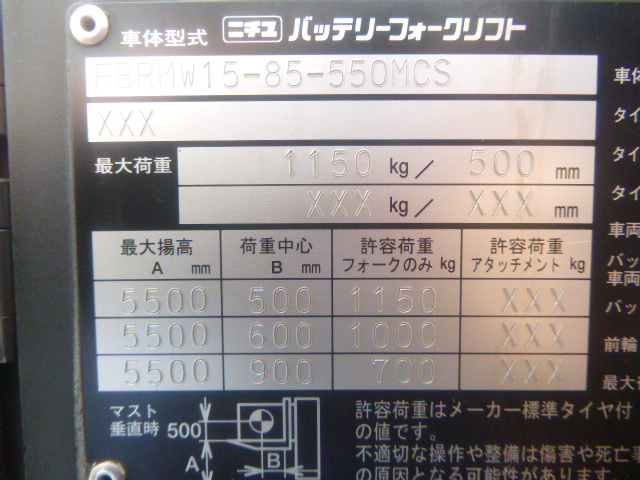 車体型式 ニチユ バッテリーフォークリフト
FBRMW15-85-550MCS 車体
XXX タイ
最大荷重 1150 kg／ 500 mm タイ
XXX kg／ XXX mm タイ
車両
最大揚高 荷重中心 許容荷重 許容荷重 バッ
A mm B mm フォークのみ kg アタッチメント kg 車両
5500 500 1150 XXX バッ
5500 600 1000 XXX 前輪
5500 900 700 XXX 最大
マスト
垂直時 500
A B
許容荷重はメーカー標準タイヤ付
の値です。
不適切な操作や整備は傷害や死亡事
の原因となる可能性があります